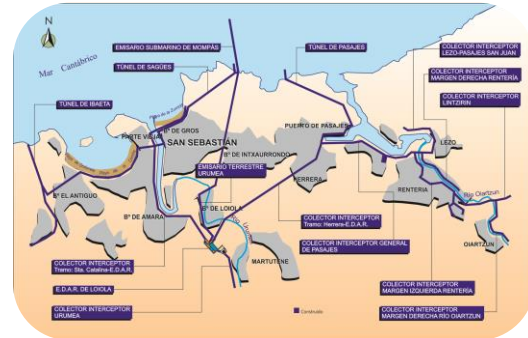 N
Mar Cantábrico
EMISARIO SUBMARINO DE MOMPÁS
TÚNEL DE SAGÜES
TÚNEL DE PASAJES
COLECTOR INTERCEPTOR
LEZO-PASAJES SAN JUAN
COLECTOR INTERCEPTOR
MARGEN DERECHA RENTERÍA
COLECTOR INTERCEPTOR
LINTZIRIN
TÚNEL DE IBAETA
PARTE VIEJA
Bº DE GROS
SAN SEBASTIÁN
PUERTO DE PASAJES
Bº DE INTXAURRONDO
LEZO
EMISARIO TERRESTRE
URUMEA
HERRERA
RENTERIA
Río Oiartzun
Bº EL ANTIGUO
Bº DE AMARA
Bº DE LOIOLA
MARTUTENE
OIARTZUN
COLECTOR INTERCEPTOR
Tramo: Herrera-E.D.A.R.
COLECTOR INTERCEPTOR GENERAL
DE PASAJES
COLECTOR INTERCEPTOR
Tramo: Sta. Catalina-E.D.A.R.
E.D.A.R. DE LOIOLA
COLECTOR INTERCEPTOR
URUMEA
COLECTOR INTERCEPTOR
MARGEN IZQUIERDA RENTERÍA
COLECTOR INTERCEPTOR
MARGEN DERECHA RÍO OIARTZUN
Construido